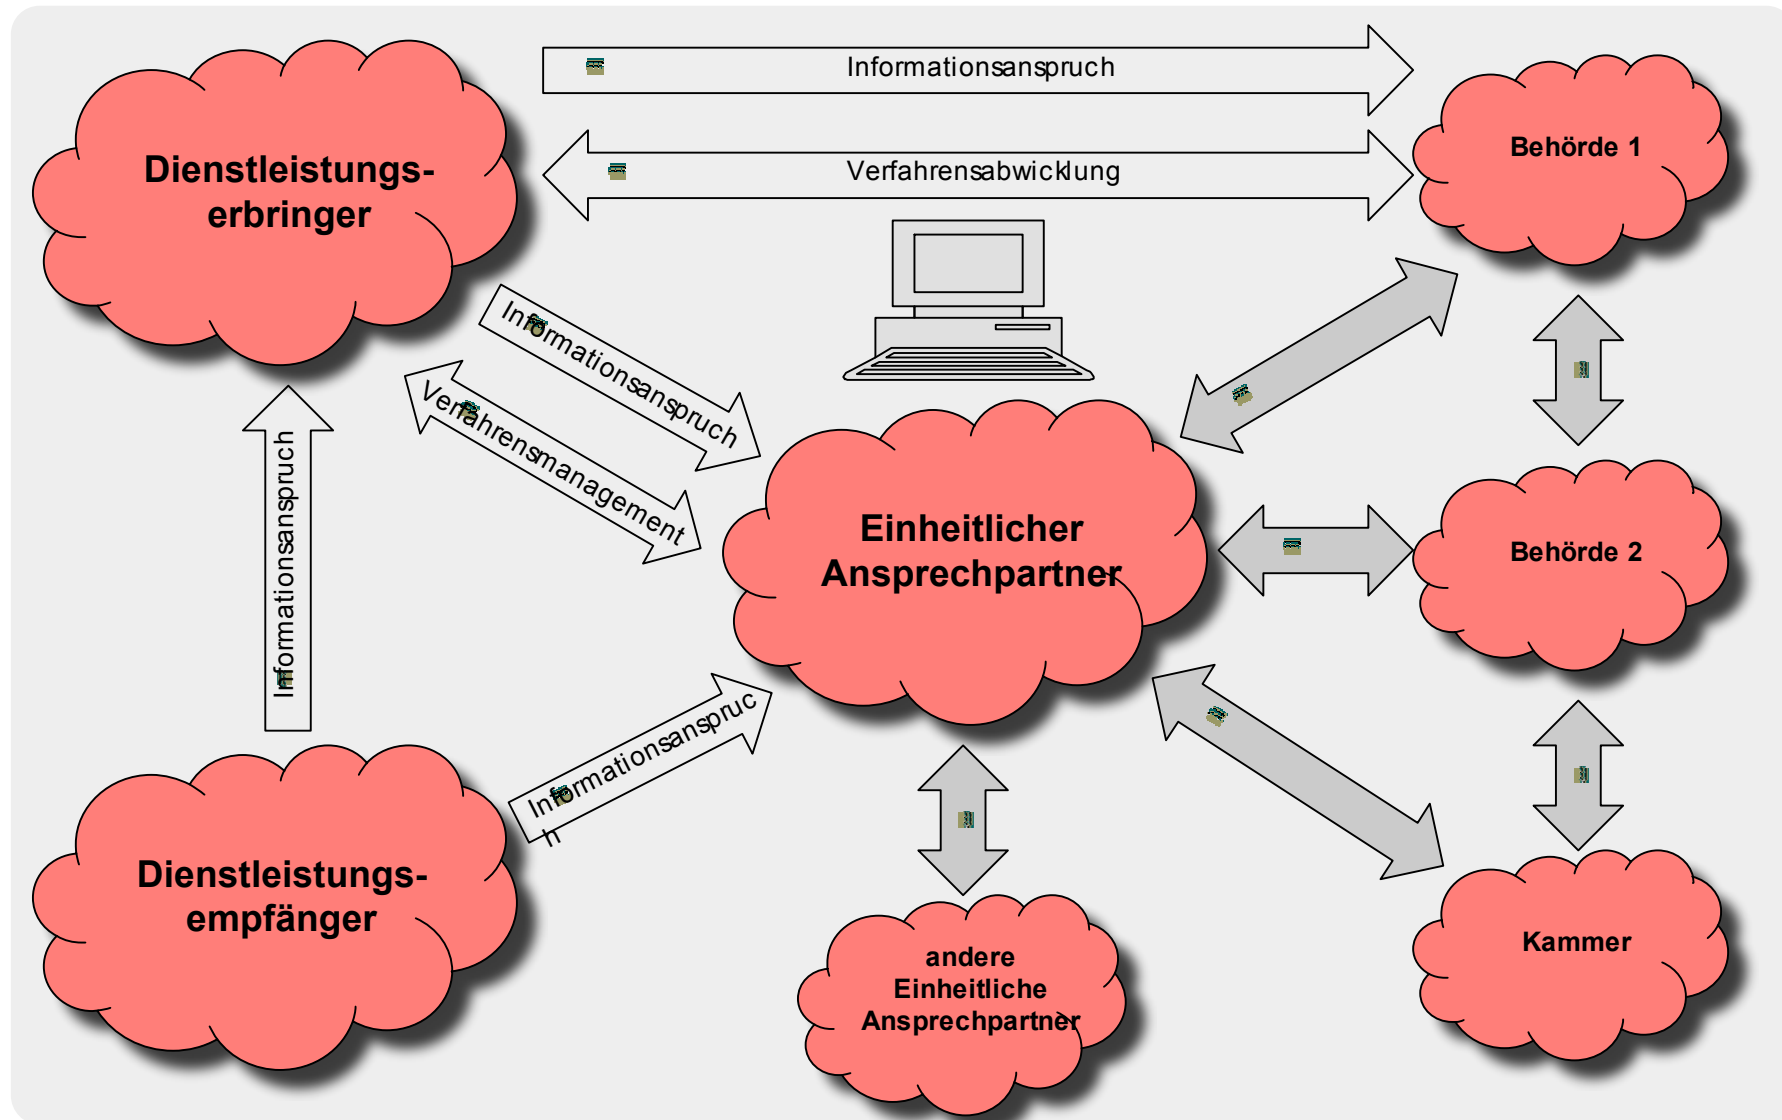 Informationsanspruch
Verfahrensabwicklung
Dienstleistungs-
erbringer
Behörde 1
Informationsanspruch
Verfahrensmanagement
Informationsanspruch
Einheitlicher
Ansprechpartner
Behörde 2
Informationsanspruc
h
Dienstleistungs-
empfänger
andere
Einheitliche
Ansprechpartner
Kammer